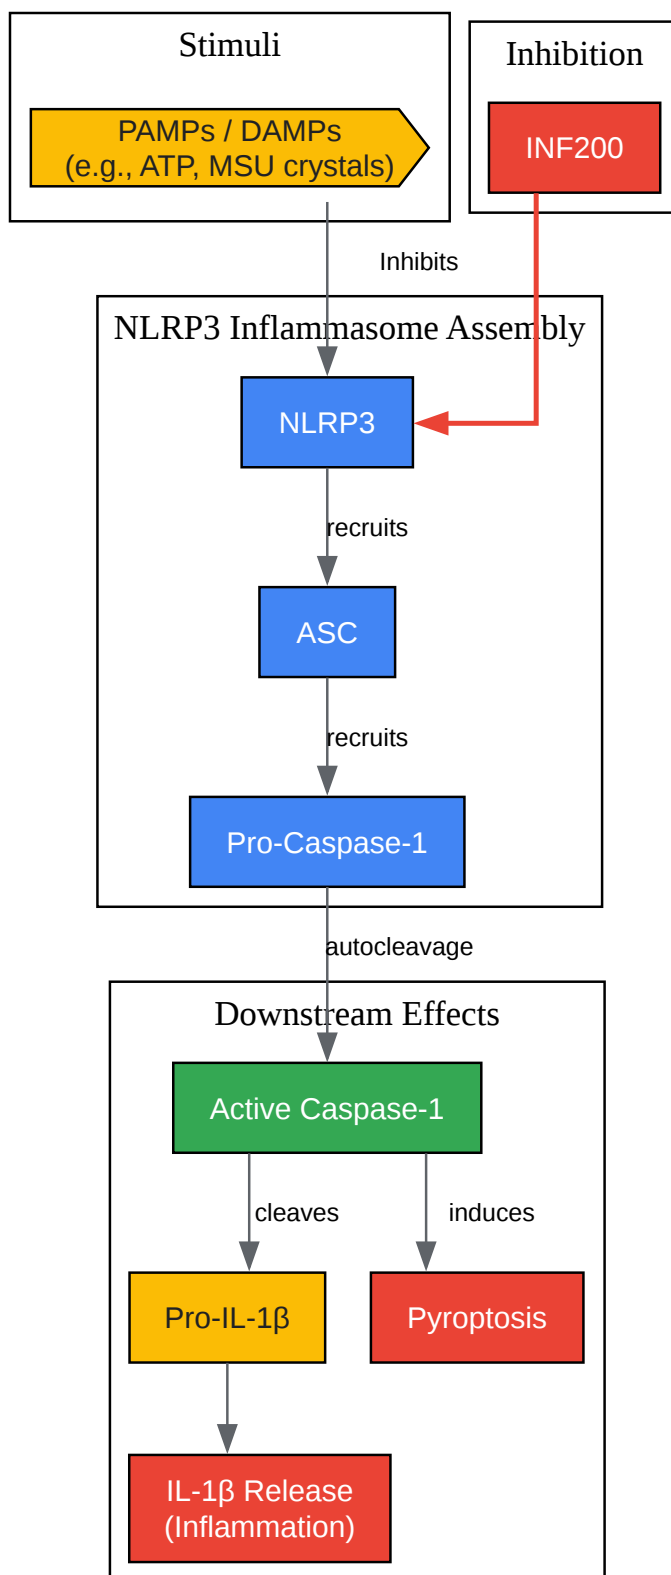 Stimuli
PAMPs / DAMPs
(e.g., ATP, MSU crystals)
Inhibition
INF200
Inhibits
NLRP3 Inflammasome Assembly
NLRP3
recruits
ASC
recruits
Pro-Caspase-1
autocleavage
Downstream Effects
Active Caspase-1
cleaves
induces
Pro-IL-1β
Pyroptosis
IL-1β Release
(Inflammation)